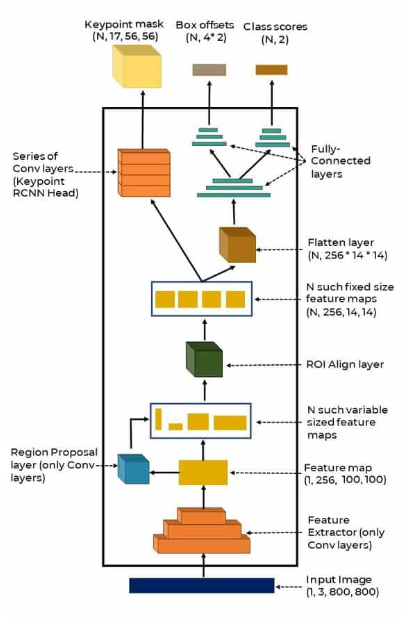 Keypoint mask
(N, 17, 56, 56)
Box offsets
(N, 4* 2)
Class scores
(N, 2)
Series of
Conv layers
(Keypoint
RCNN Head)
Fully-
Connected
layers
Flatten layer
(N, 256 * 14 * 14)
N such fixed size
feature maps
(N, 256, 14, 14)
ROI Align layer
N such variable
sized feature
maps
Region Proposal
layer (only Conv
layers)
Feature map
(1, 256, 100, 100)
Feature
Extractor (only
Conv layers)
Input Image
(1, 3, 800, 800)